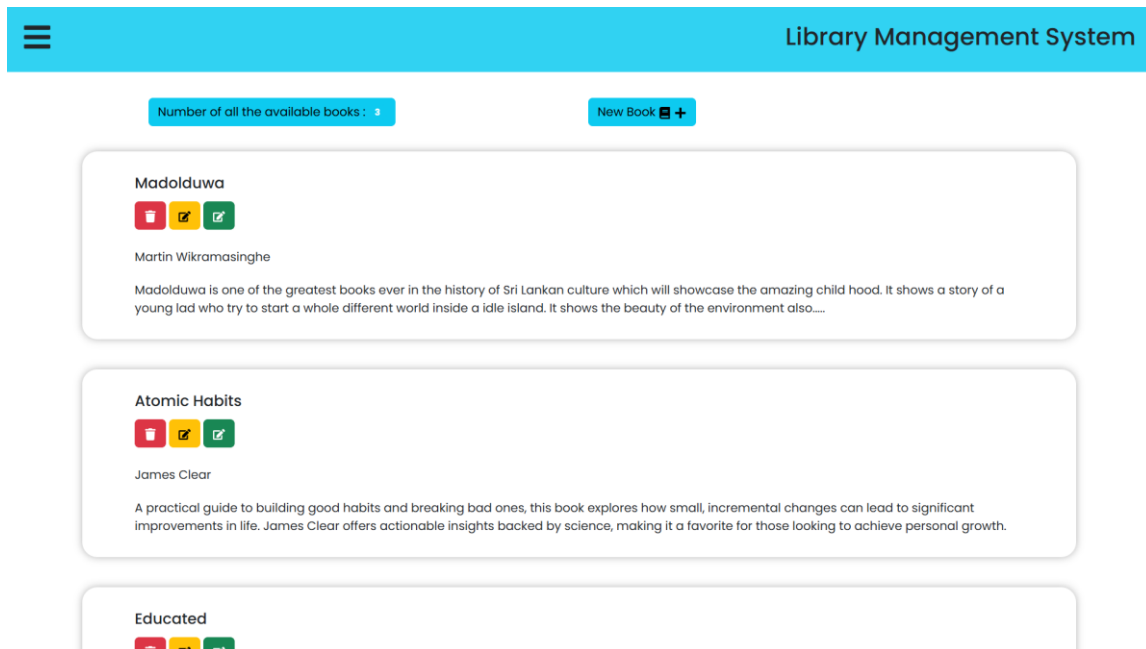 Library Management System
Number of all the available books : 3
New Book
Madolduwa
Martin Wikramasinghe
Madolduwa is one of the greatest books ever in the history of Sri Lankan culture which will showcase the amazing child hood. It shows a story of a
young lad who try to start a whole different world inside a idle island. It shows the beauty of the environment also.....
Atomic Habits
James Clear
A practical guide to building good habits and breaking bad ones, this book explores how small, incremental changes can lead to significant
improvements in life. James Clear offers actionable insights backed by science, making it a favorite for those looking to achieve personal growth.
Educated